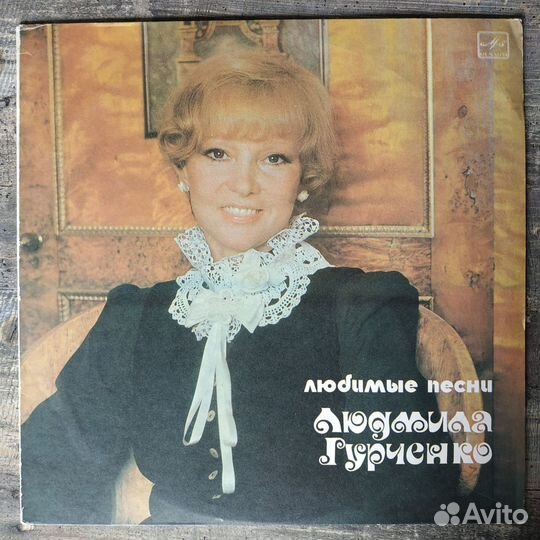 любимые песни
Людмила
Гурченко
Avito